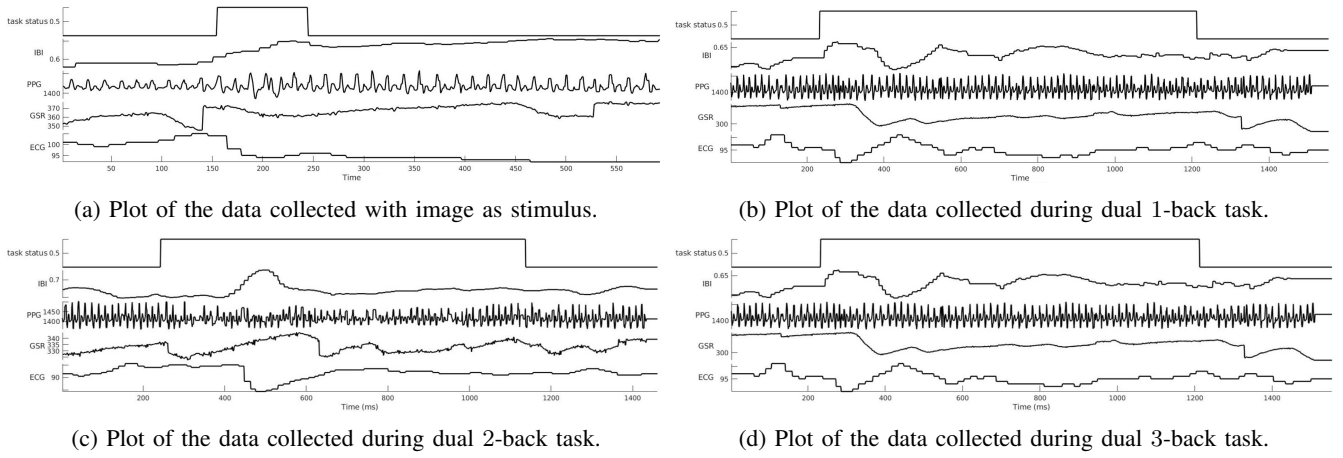 task status 0.5
IBI
0.6
PPG
1400
370
GSR 360
350
ECG 100
95
50 100 150 200 250 300 350 400 450 500 550
Time
(a) Plot of the data collected with image as stimulus.
task status 0.5
0.65
IBI
PPG
1400
GSR
300
ECG 95
200 400 600 800 1000 1200 1400
Time
(b) Plot of the data collected during dual 1-back task.
task status 0.5
IBI 0.7
PPG 1450
1400
340
GSR 335
330
ECG 90
200 400 600 800 1000 1200 1400
Time (ms)
(c) Plot of the data collected during dual 2-back task.
task status 0.5
0.65
IBI
PPG
1400
GSR
300
ECG 95
200 400 600 800 1000 1200 1400
Time (ms)
(d) Plot of the data collected during dual 3-back task.